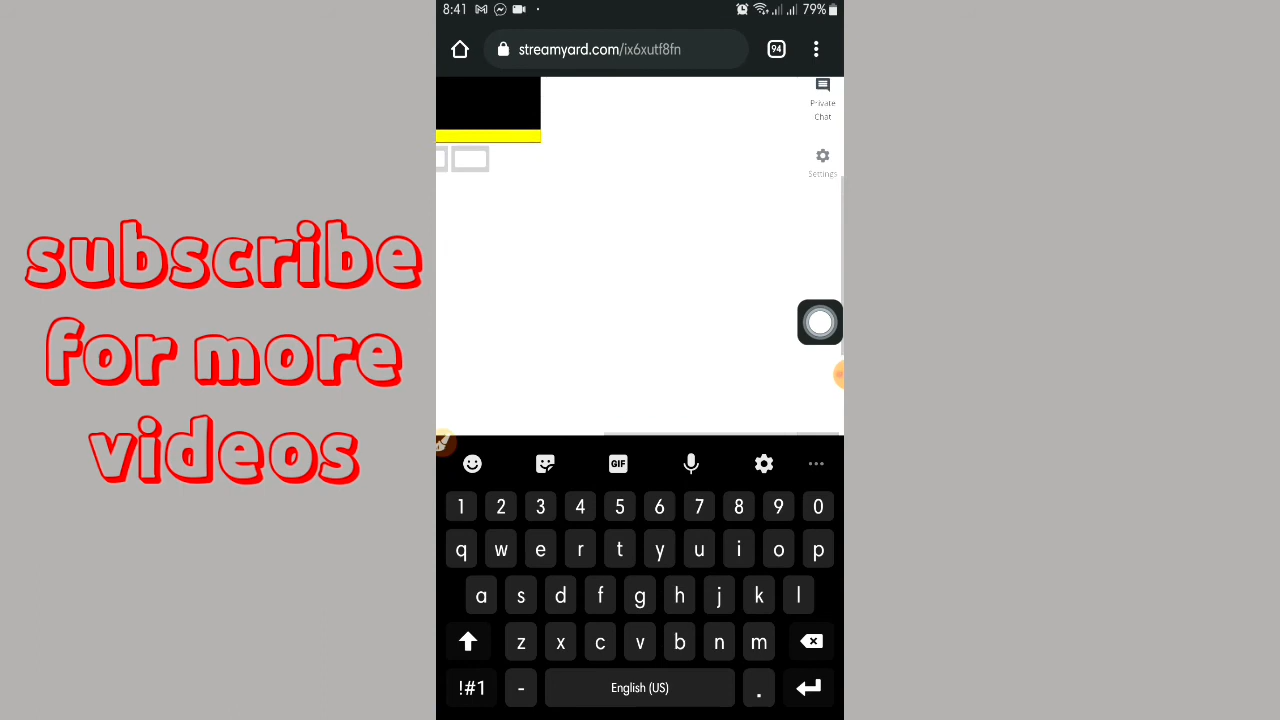 8:41
79%
streamyard.com/ix6xutf8fn
94
Private
Chat
Settings
subscribe
for more
videos
GIF
1 2 3 4 5 6 7 8 9 0
q w e r t y u i o p
a s d f g h j k l
z x c v b n m
!#1 - English (US) .